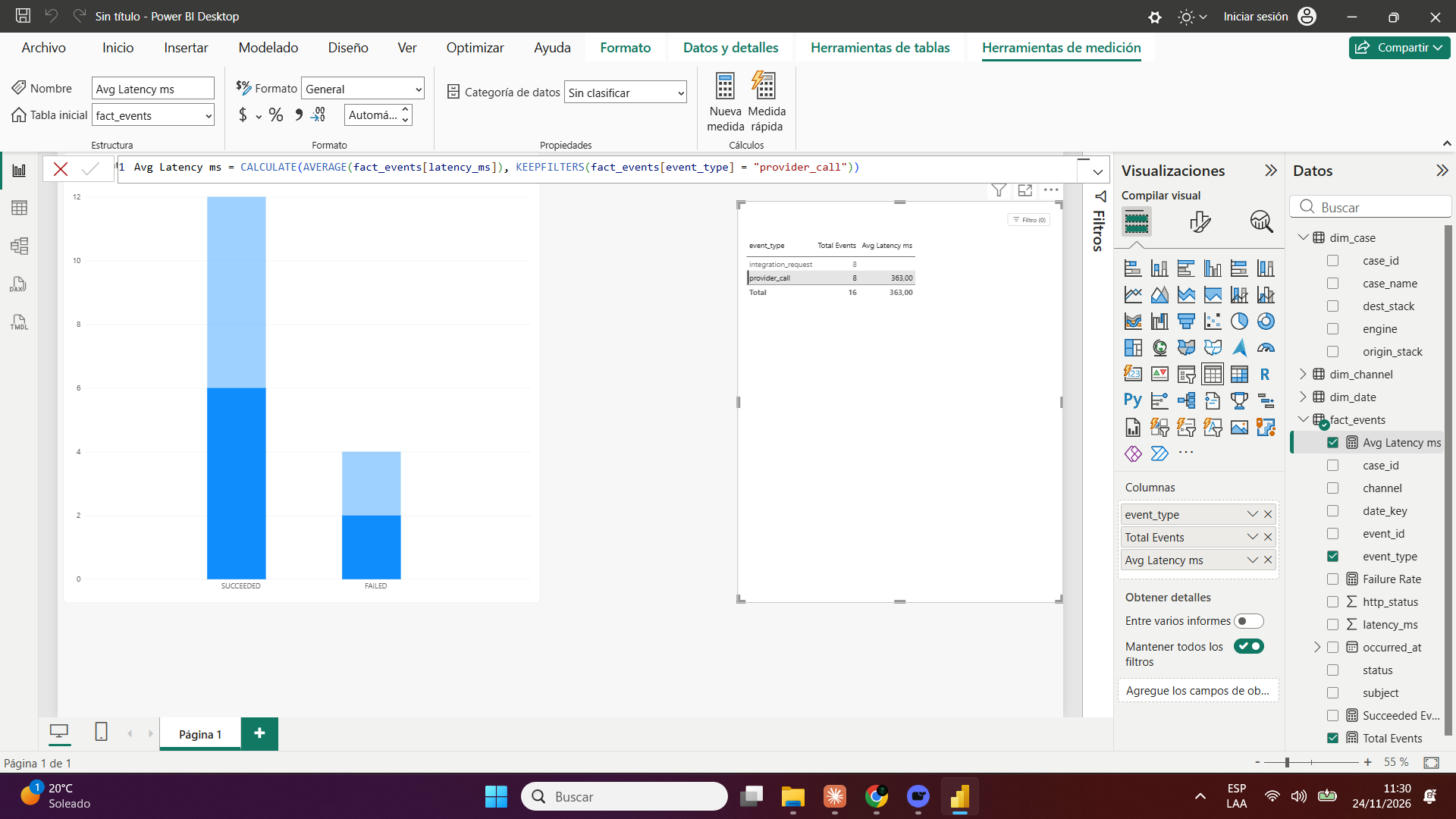 Sin título - Power BI Desktop
Iniciar sesión
Archivo Inicio Insertar Modelado Diseño Ver Optimizar Ayuda Formato Datos y detalles Herramientas de tablas Herramientas de medición
Compartir
Nombre Avg Latency ms
Tabla inicial fact_events
Estructura
Formato General
$ % Automá...
Formato
Categoría de datos Sin clasificar
Propiedades
Nueva medida
Medida rápida
Cálculos
1 Avg Latency ms = CALCULATE(AVERAGE(fact_events[latency_ms]), KEEPFILTERS(fact_events[event_type] = "provider_call"))
12
10
8
6
4
2
0
SUCCEEDED FAILED
Filtro (0)
event_type Total Events Avg Latency ms
integration_request 8
provider_call 8 363,00
Total 16 363,00
Filtros
Visualizaciones
Compilar visual
123
R
Py
Columnas
event_type
Total Events
Avg Latency ms
Obtener detalles
Entre varios informes
Mantener todos los
filtros
Agregue los campos de ob...
Datos
Buscar
dim_case
case_id
case_name
dest_stack
engine
origin_stack
dim_channel
dim_date
fact_events
Avg Latency ms
case_id
channel
date_key
event_id
event_type
Failure Rate
http_status
latency_ms
occurred_at
status
subject
Succeeded Ev...
Total Events
DAX
TMDL
Página 1
Página 1 de 1
- + 55 %
1
20°C
Soleado
Buscar
ESP
LAA
11:30
24/11/2026